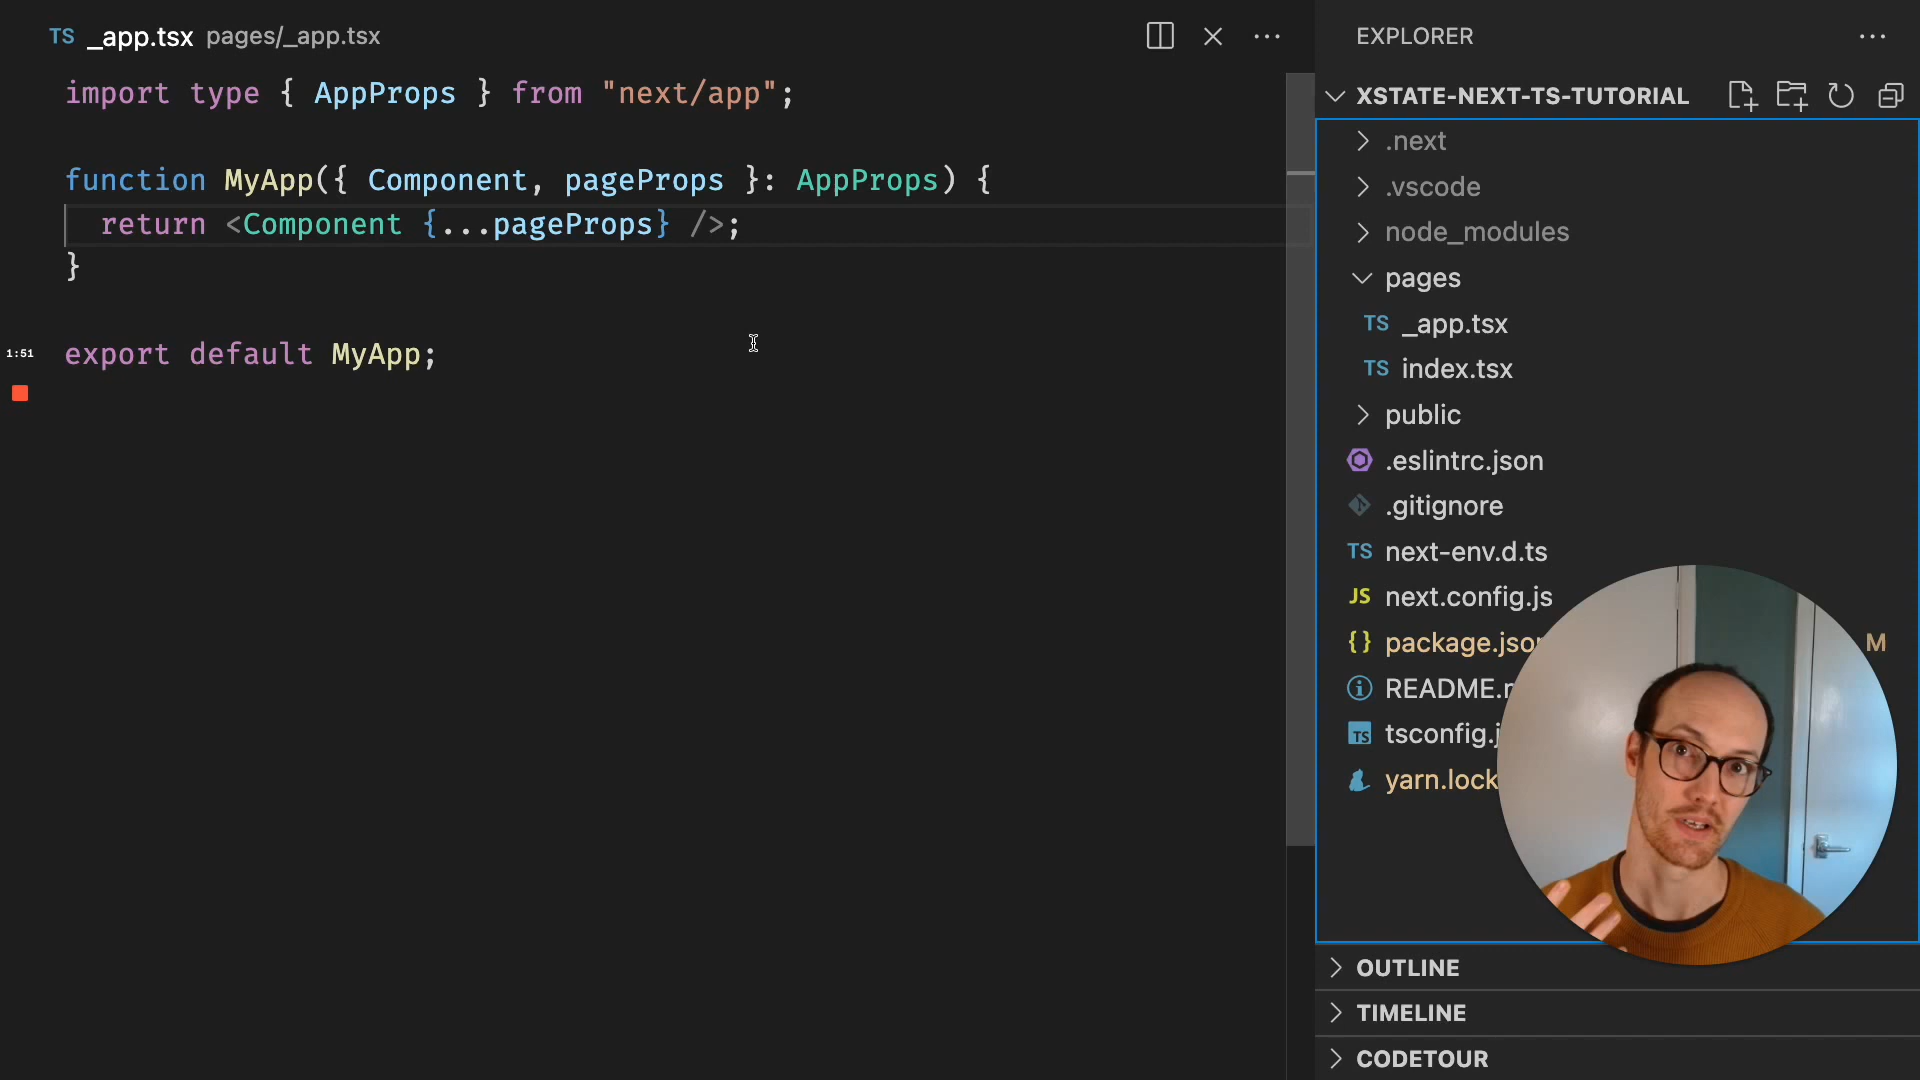 TS _app.tsx pages/_app.tsx
import type { AppProps } from "next/app";
function MyApp({ Component, pageProps }: AppProps) {
return <Component {...pageProps} />;
}
1:51
export default MyApp;
EXPLORER
XSTATE-NEXT-TS-TUTORIAL
.next
.vscode
node_modules
pages
TS _app.tsx
TS index.tsx
public
.eslintrc.json
.gitignore
TS next-env.d.ts
JS next.config.js
{} package.jso M
README.
TS tsconfig.j
yarn.lock
OUTLINE
TIMELINE
CODETOUR